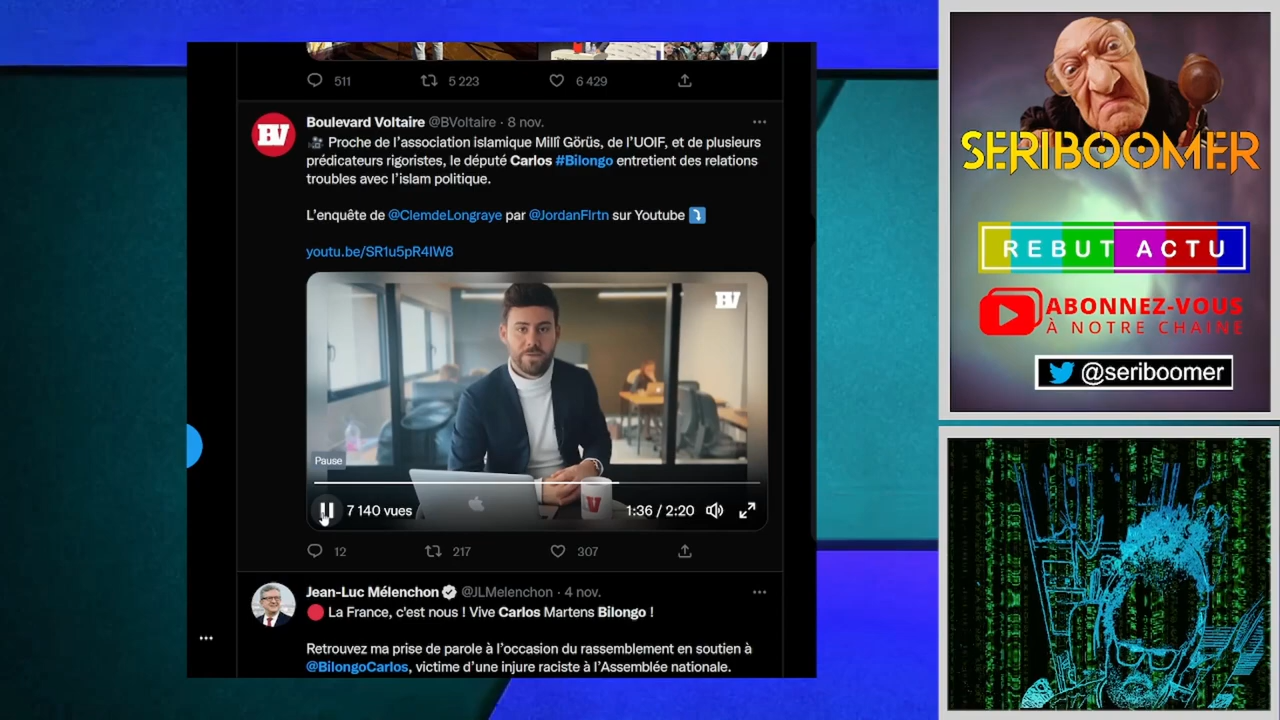 511
5 223
6 429
Boulevard Voltaire @BVoltaire · 8 nov.
Proche de l'association islamique Millî Görüs, de l'UOIF, et de plusieurs
prédicateurs rigoristes, le député Carlos #Bilongo entretient des relations
troubles avec l'islam politique.
L'enquête de @ClemdeLongraye par @JordanFlrtn sur Youtube
youtu.be/SR1u5pR4IW8
BV
Pause
7 140 vues
1:36 / 2:20
12
217
307
Jean-Luc Mélenchon @JLMelenchon · 4 nov.
La France, c'est nous ! Vive Carlos Martens Bilongo !
Retrouvez ma prise de parole à l'occasion du rassemblement en soutien à
@BilongoCarlos, victime d'une injure raciste à l'Assemblée nationale.
SERIBOOMER
REBUT ACTU
ABONNEZ-VOUS
À NOTRE CHAINE
@seriboomer